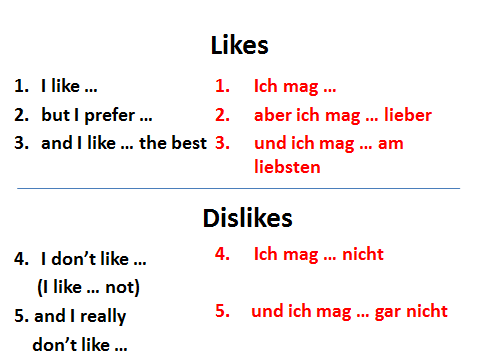 Likes
1. I like …
1. Ich mag …
2. but I prefer …
2. aber ich mag … lieber
3. and I like … the best
3. und ich mag … am
liebsten
Dislikes
4. I don’t like …
(I like … not)
4. Ich mag … nicht
5. and I really
don’t like …
5. und ich mag … gar nicht